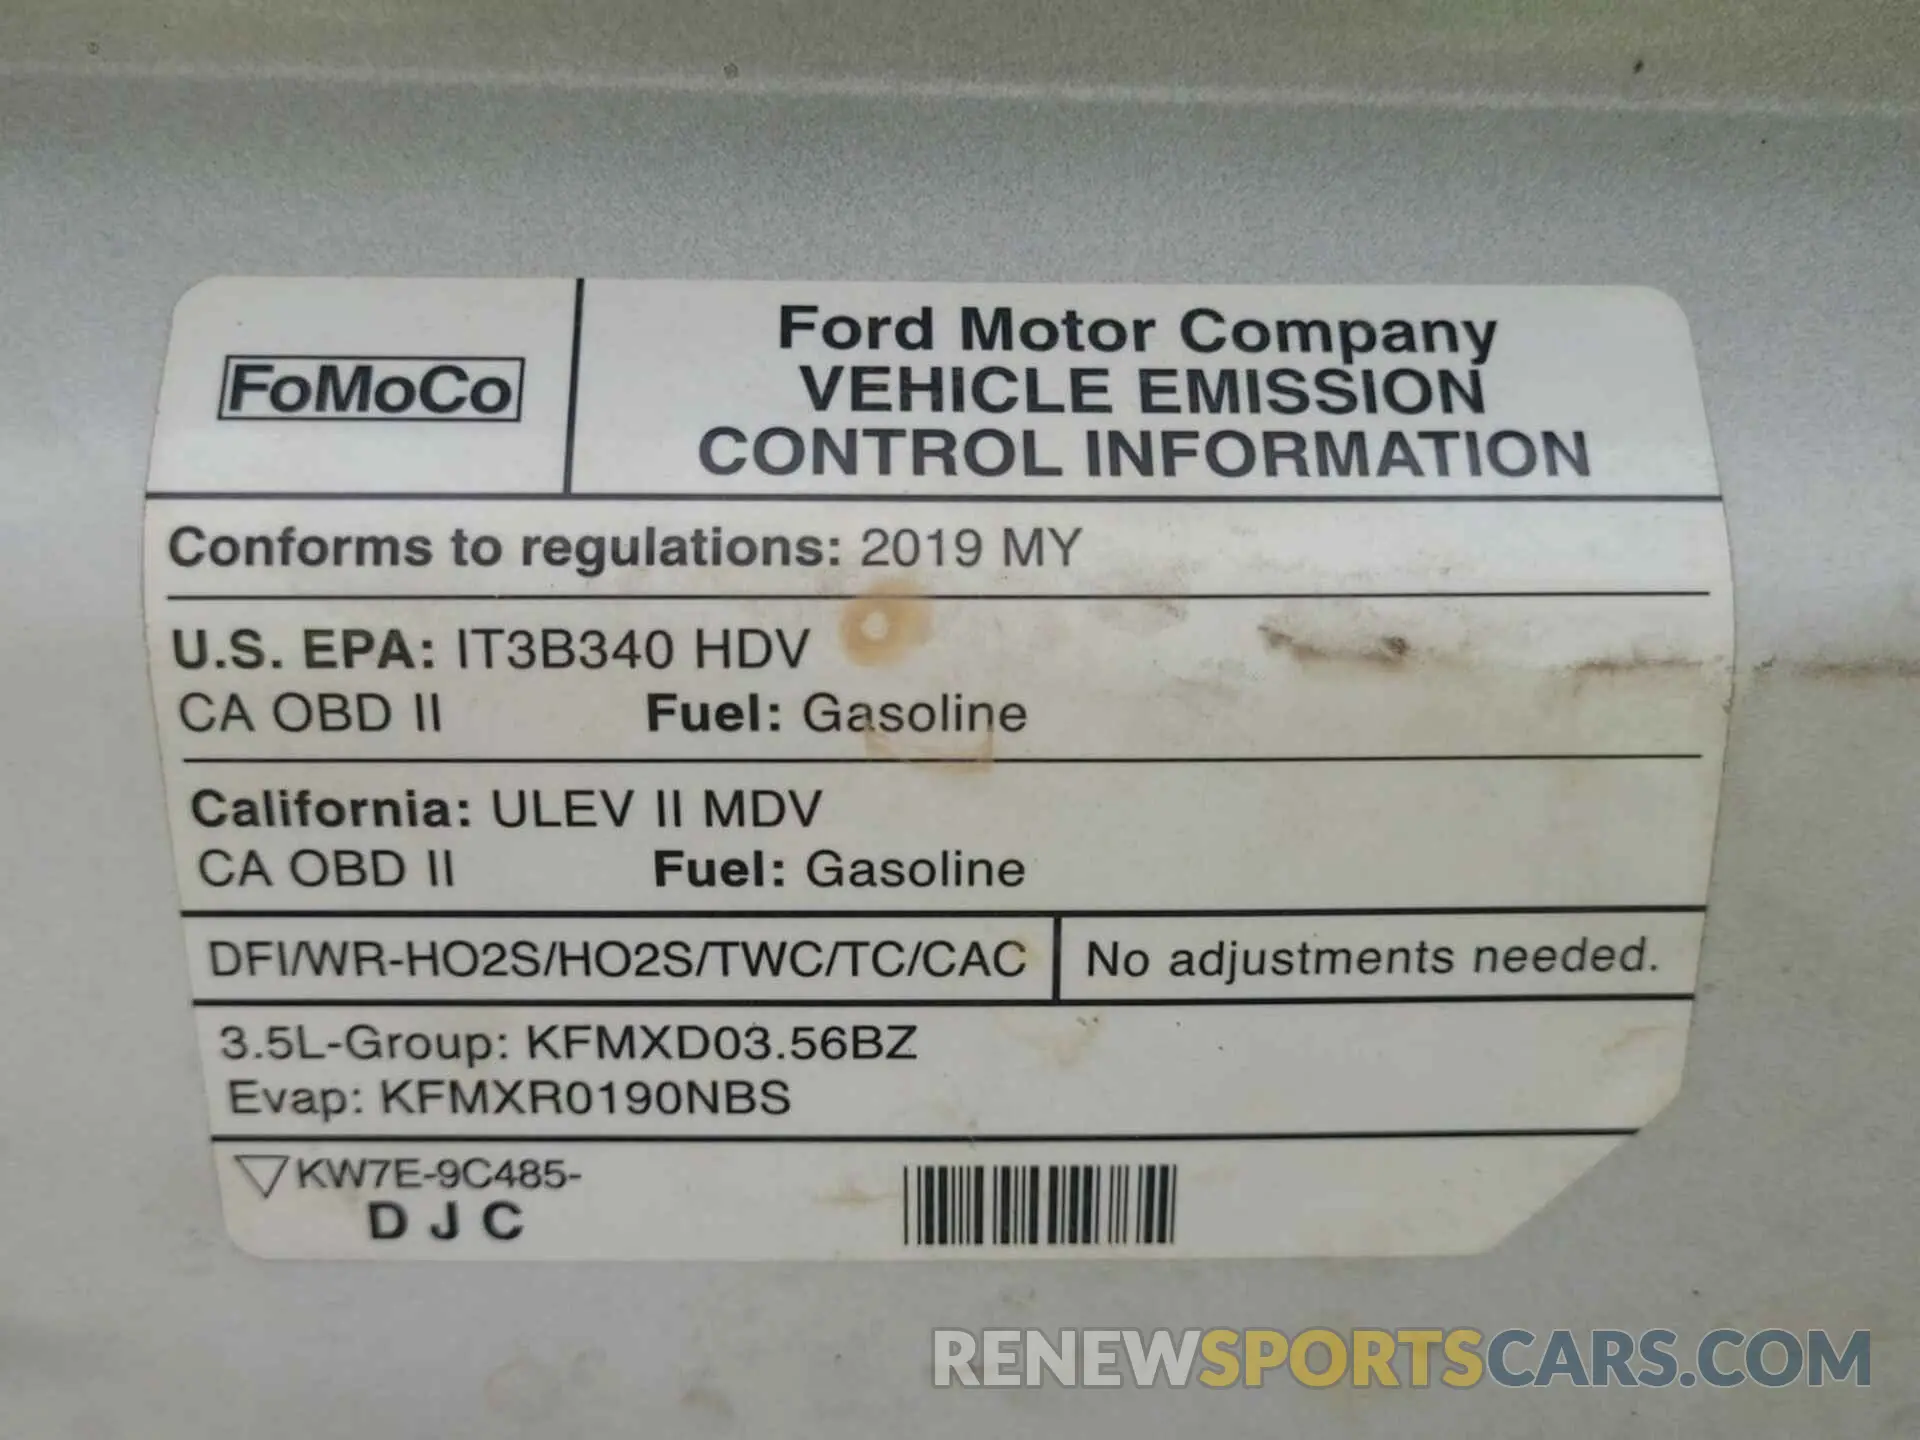 FoMoCo
Ford Motor Company
VEHICLE EMISSION
CONTROL INFORMATION
Conforms to regulations: 2019 MY
U.S. EPA: IT3B340 HDV
CA OBD II Fuel: Gasoline
California: ULEV II MDV
CA OBD II Fuel: Gasoline
DFI/WR-HO2S/HO2S/TWC/TC/CAC
No adjustments needed.
3.5L-Group: KFMXD03.56BZ
Evap: KFMXR0190NBS
KW7E-9C485-
D J C
RENEWSPORTSCARS.COM